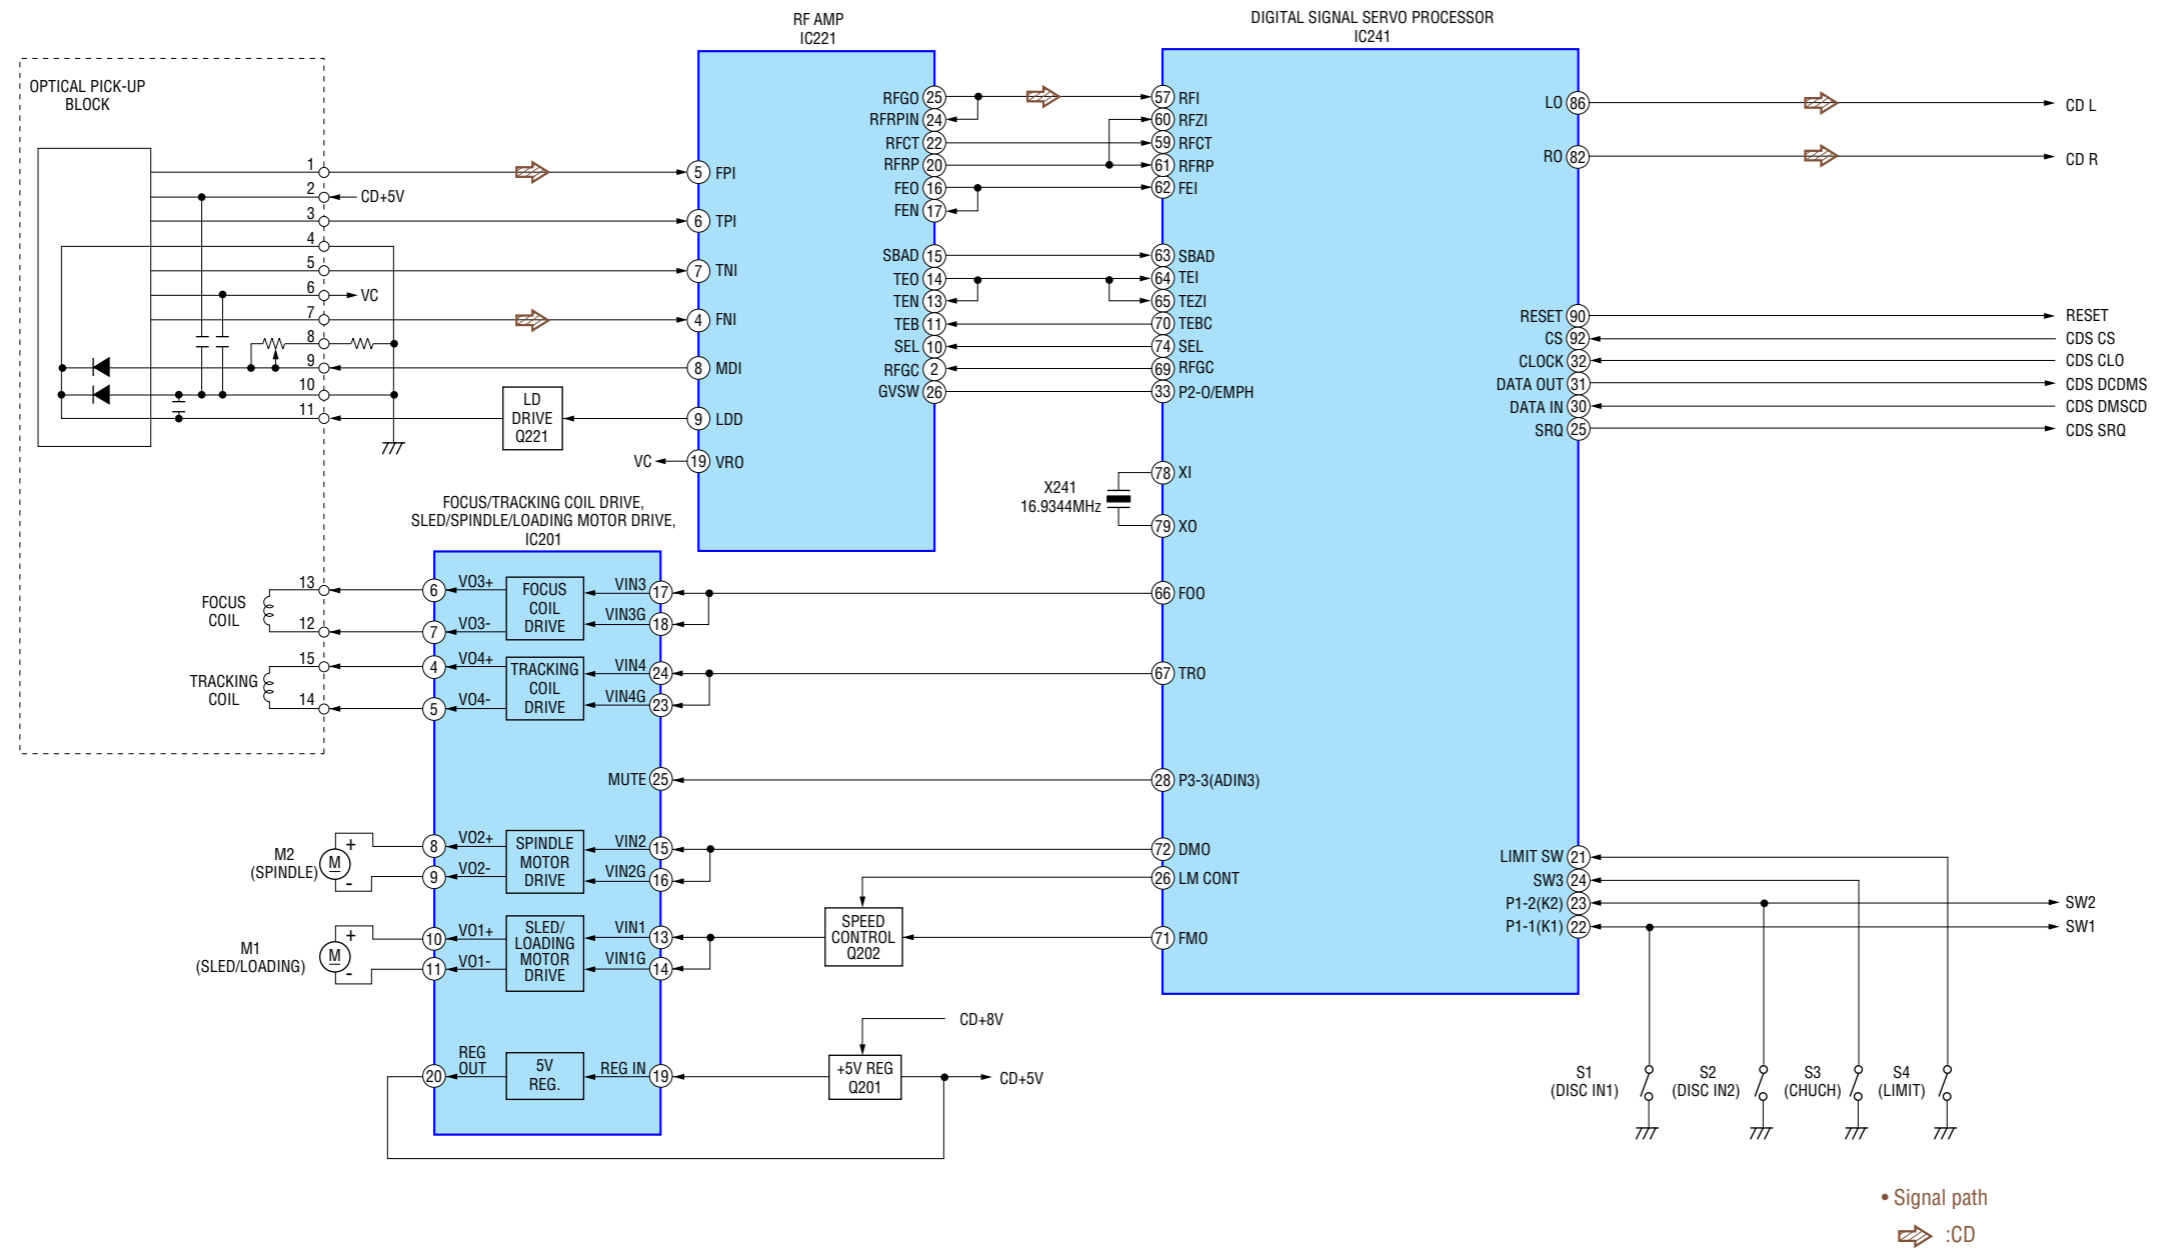 RF AMP
IC221
DIGITAL SIGNAL SERVO PROCESSOR
IC241
OPTICAL PICK-UP
BLOCK
1
2
CD+5V
3
4
5
6
VC
7
8
9
10
11
5 FPI
6 TPI
7 TNI
4 FNI
8 MDI
9 LDD
VC 19 VRO
LD
DRIVE
Q221
RFGO 25
RFRPIN 24
RFCT 22
RFRP 20
FEO 16
FEN 17
SBAD 15
TEO 14
TEN 13
TEB 11
SEL 10
RFGC 2
GVSW 26
57 RFI
60 RFZI
59 RFCT
61 RFRP
62 FEI
63 SBAD
64 TEI
65 TEZI
70 TEBC
74 SEL
69 RFGC
33 P2-0/EMPH
78 XI
X241
16.9344MHz
79 XO
66 FOO
67 TRO
28 P3-3(ADIN3)
72 DMO
26 LM CONT
71 FMO
LO 86 CD L
RO 82 CD R
RESET 90 RESET
CS 92 CDS CS
CLOCK 32 CDS CLO
DATA OUT 31 CDS DCDMS
DATA IN 30 CDS DMSCD
SRQ 25 CDS SRQ
LIMIT SW 21
SW3 24
P1-2(K2) 23 SW2
P1-1(K1) 22 SW1
FOCUS/TRACKING COIL DRIVE,
SLED/SPINDLE/LOADING MOTOR DRIVE,
IC201
FOCUS
COIL
13
12
6 VO3+
7 VO3-
FOCUS
COIL
DRIVE
VIN3 17
VIN3G 18
TRACKING
COIL
15
14
4 VO4+
5 VO4-
TRACKING
COIL
DRIVE
VIN4 24
VIN4G 23
MUTE 25
M2
(SPINDLE)
M
+
-
8 VO2+
9 VO2-
SPINDLE
MOTOR
DRIVE
VIN2 15
VIN2G 16
M1
(SLED/LOADING)
M
+
-
10 VO1+
11 VO1-
SLED/
LOADING
MOTOR
DRIVE
VIN1 13
VIN1G 14
SPEED
CONTROL
Q202
20 REG
OUT
5V
REG.
REG IN 19
CD+8V
+5V REG
Q201
CD+5V
S1
(DISC IN1)
S2
(DISC IN2)
S3
(CHUCH)
S4
(LIMIT)
• Signal path
:CD